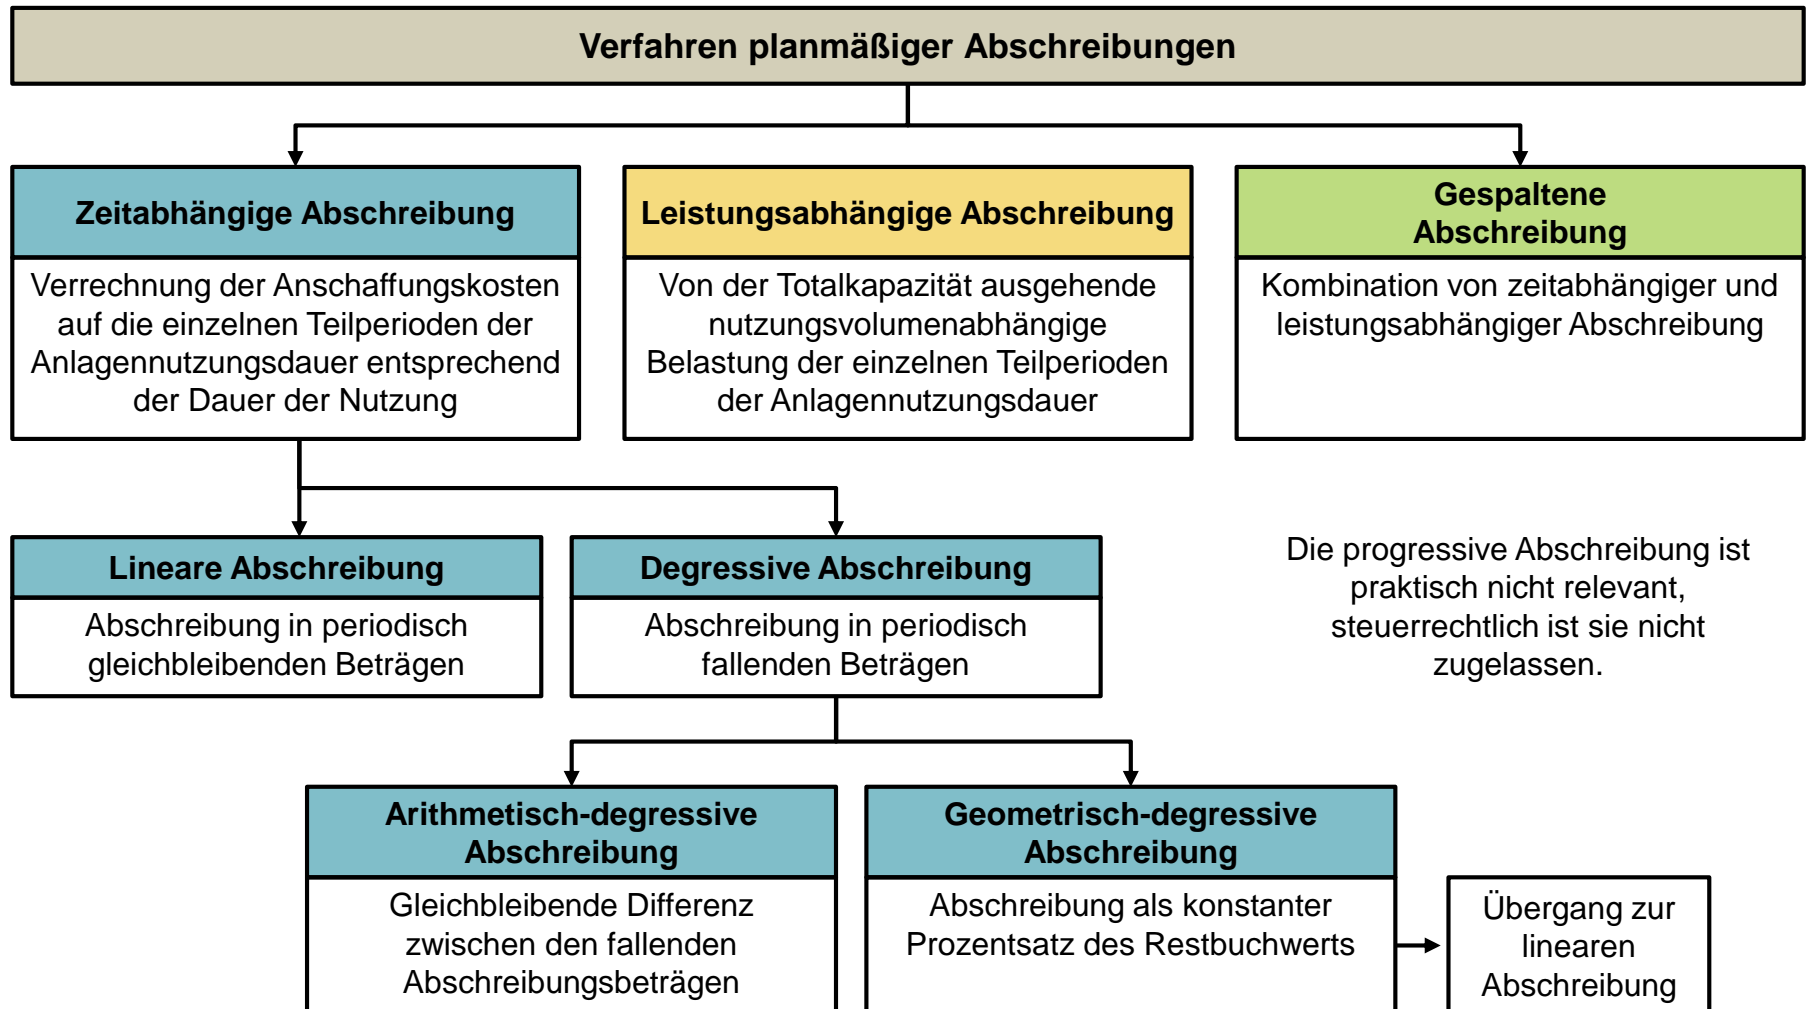 Verfahren planmäßiger Abschreibungen
Zeitabhängige Abschreibung
Verrechnung der Anschaffungskosten
auf die einzelnen Teilperioden der
Anlagennutzungsdauer entsprechend
der Dauer der Nutzung
Leistungsabhängige Abschreibung
Von der Totalkapazität ausgehende
nutzungsvolumenabhängige
Belastung der einzelnen Teilperioden
der Anlagennutzungsdauer
Gespaltene
Abschreibung
Kombination von zeitabhängiger und
leistungsabhängiger Abschreibung
Lineare Abschreibung
Abschreibung in periodisch
gleichbleibenden Beträgen
Degressive Abschreibung
Abschreibung in periodisch
fallenden Beträgen
Die progressive Abschreibung ist
praktisch nicht relevant,
steuerrechtlich ist sie nicht
zugelassen.
Arithmetisch-degressive
Abschreibung
Gleichbleibende Differenz
zwischen den fallenden
Abschreibungsbeträgen
Geometrisch-degressive
Abschreibung
Abschreibung als konstanter
Prozentsatz des Restbuchwerts
Übergang zur
linearen
Abschreibung